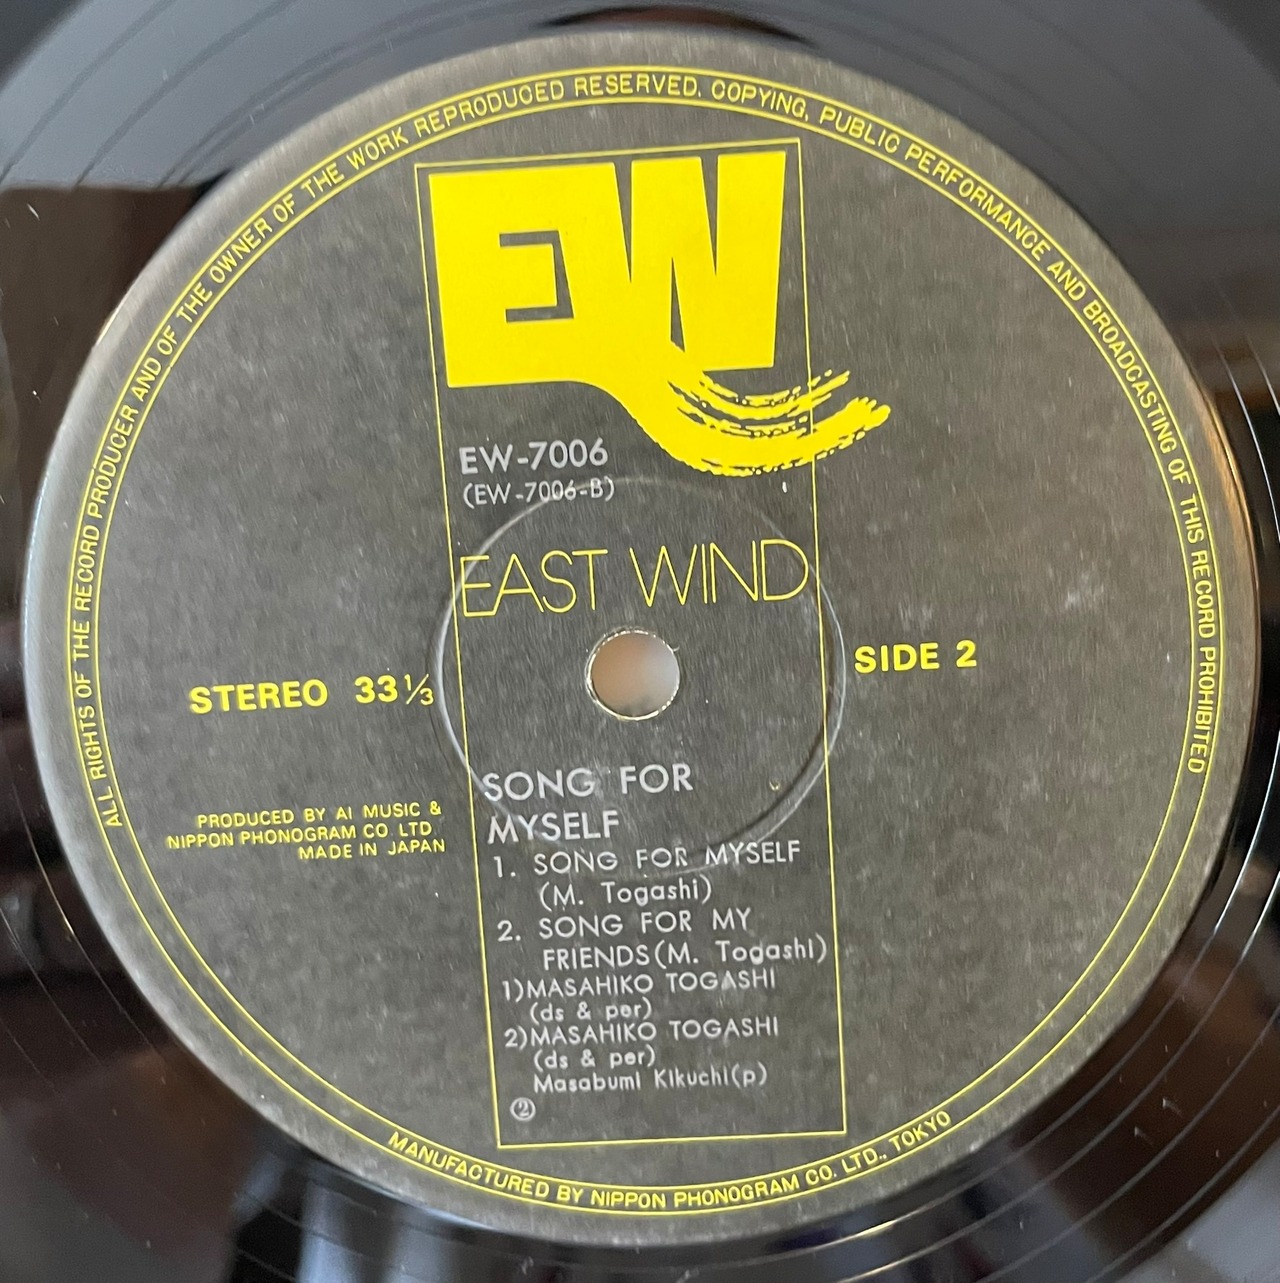 ALL RIGHTS OF THE RECORD PRODUCER AND OF THE OWNER OF THE WORK REPRODUCED RESERVED. COPYING, PUBLIC PERFORMANCE AND BROADCASTING OF THIS RECORD PROHIBITED
EW
EW-7006
(EW-7006-B)
EAST WIND
STEREO 33⅓
SIDE 2
PRODUCED BY AI MUSIC &
NIPPON PHONOGRAM CO. LTD.
MADE IN JAPAN
SONG FOR
MYSELF
1. SONG FOR MYSELF
(M. Togashi)
2. SONG FOR MY
FRIENDS(M. Togashi)
1)MASAHIKO TOGASHI
(ds & per)
2)MASAHIKO TOGASHI
(ds & per)
Masabumi Kikuchi(p)
②
MANUFACTURED BY NIPPON PHONOGRAM CO. LTD., TOKYO